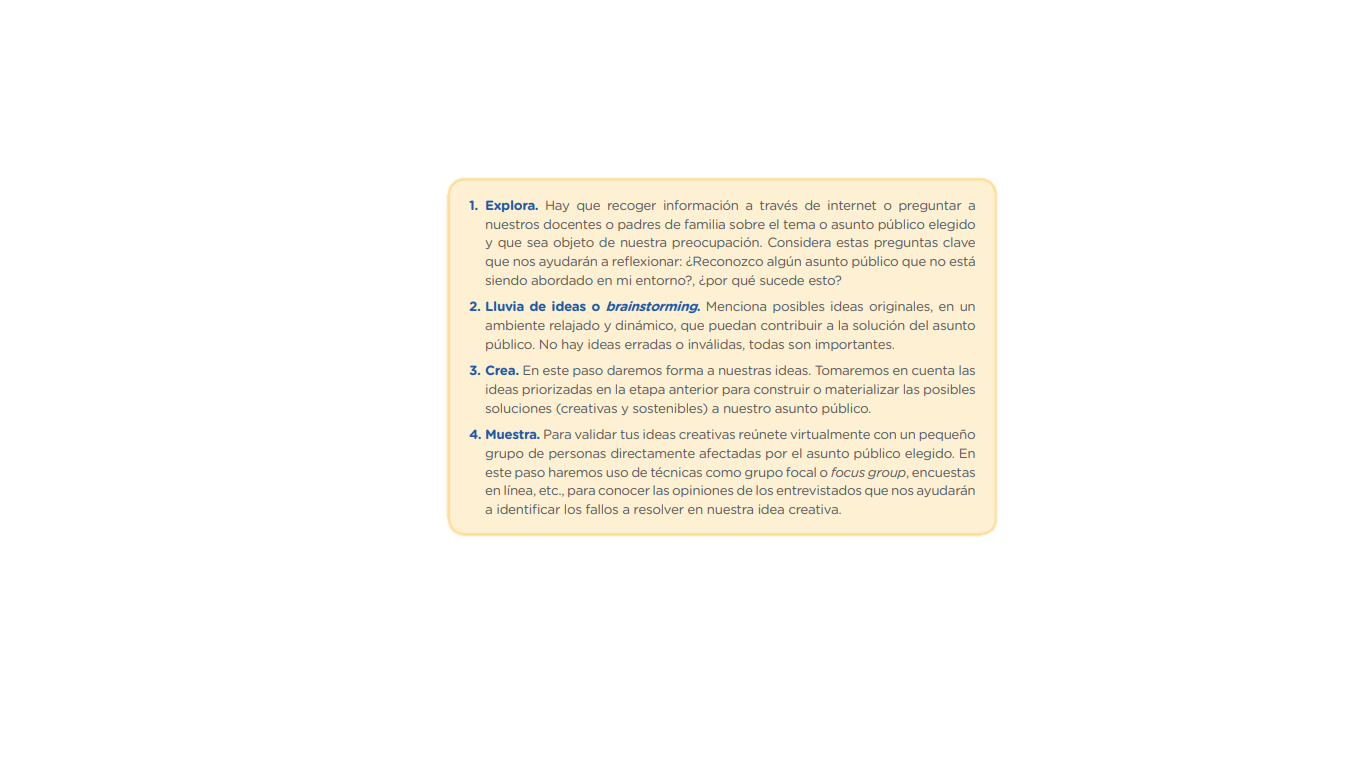 1. Explora. Hay que recoger información a través de internet o preguntar a
nuestros docentes o padres de familia sobre el tema o asunto público elegido
y que sea objeto de nuestra preocupación. Considera estas preguntas clave
que nos ayudarán a reflexionar: ¿Reconozco algún asunto público que no está
siendo abordado en mi entorno?, ¿por qué sucede esto?
2. Lluvia de ideas o brainstorming. Menciona posibles ideas originales, en un
ambiente relajado y dinámico, que puedan contribuir a la solución del asunto
público. No hay ideas erradas o inválidas, todas son importantes.
3. Crea. En este paso daremos forma a nuestras ideas. Tomaremos en cuenta las
ideas priorizadas en la etapa anterior para construir o materializar las posibles
soluciones (creativas y sostenibles) a nuestro asunto público.
4. Muestra. Para validar tus ideas creativas reúnete virtualmente con un pequeño
grupo de personas directamente afectadas por el asunto público elegido. En
este paso haremos uso de técnicas como grupo focal o focus group, encuestas
en línea, etc., para conocer las opiniones de los entrevistados que nos ayudarán
a identificar los fallos a resolver en nuestra idea creativa.